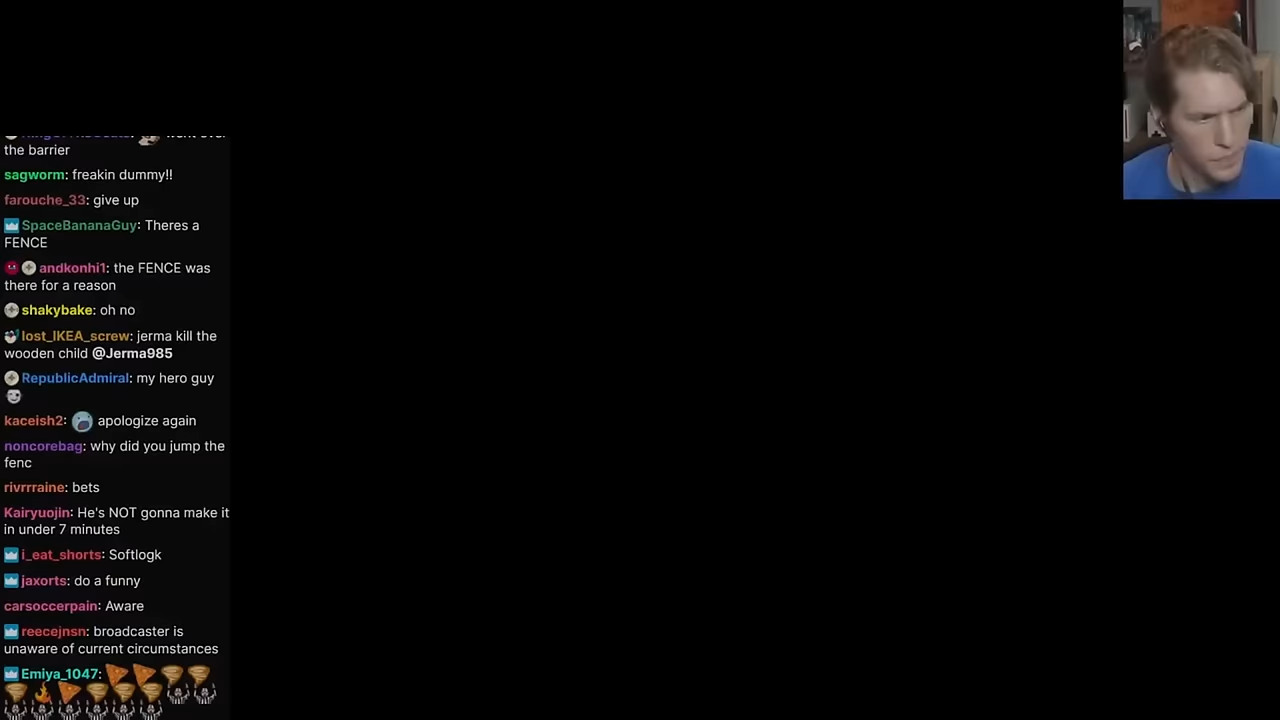 the barrier
sagworm: freakin dummy!!
farouche_33: give up
SpaceBananaGuy: Theres a
FENCE
andkonhi1: the FENCE was
there for a reason
shakybake: oh no
lost_IKEA_screw: jerma kill the
wooden child @Jerma985
RepublicAdmiral: my hero guy
kaceish2: apologize again
noncorebag: why did you jump the
fenc
rivrrraine: bets
Kairyuojin: He's NOT gonna make it
in under 7 minutes
i_eat_shorts: Softlogk
jaxorts: do a funny
carsoccerpain: Aware
reecejnsn: broadcaster is
unaware of current circumstances
Emiya_1047: